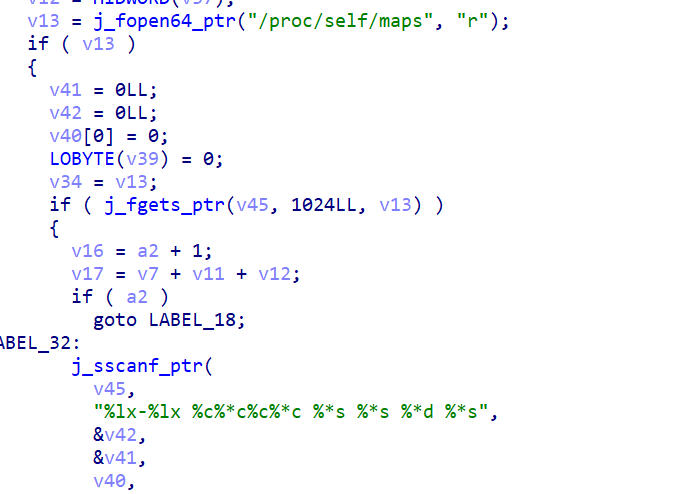 v13 = j_fopen64_ptr("/proc/self/maps", "r");
if ( v13 )
{
v41 = 0LL;
v42 = 0LL;
v40[0] = 0;
LOBYTE(v39) = 0;
v34 = v13;
if ( j_fgets_ptr(v45, 1024LL, v13) )
{
v16 = a2 + 1;
v17 = v7 + v11 + v12;
if ( a2 )
goto LABEL_18;
ABEL_32:
j_sscanf_ptr(
v45,
"%lx-%lx %c%*c%c%*c %*s %*s %*d %*s",
&v42,
&v41,
v40,